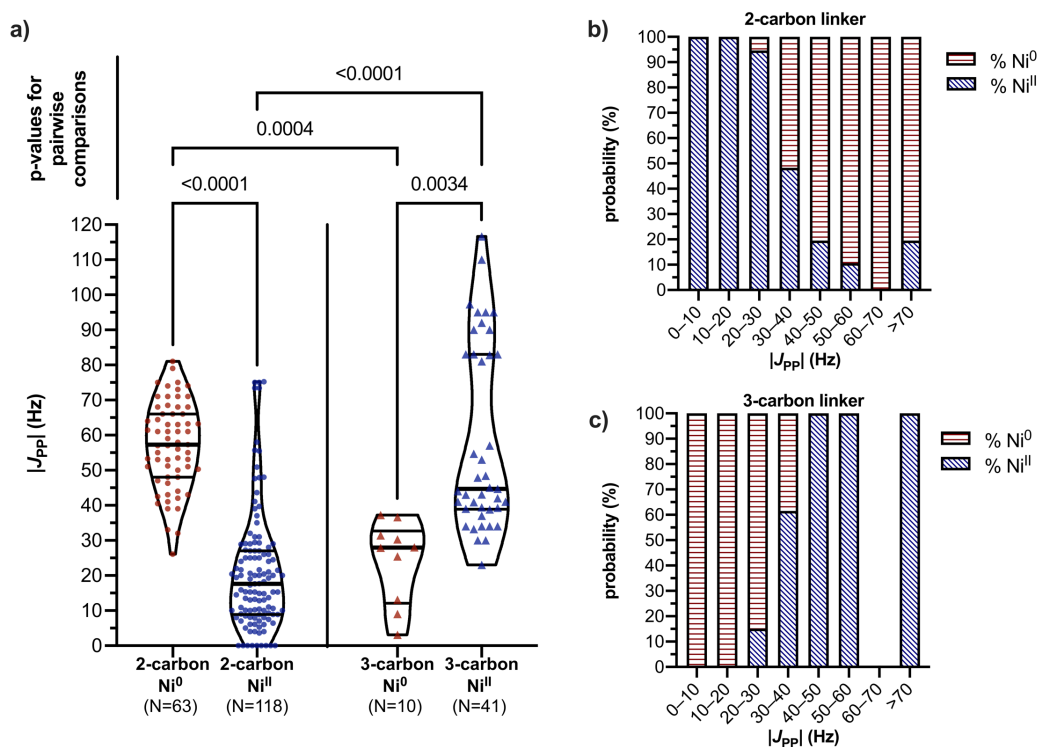 a)
p-values for
pairwise
comparisons
<0.0001
0.0004
<0.0001
0.0034
|JPP| (Hz)
120
110
100
90
80
70
60
50
40
30
20
10
0
2-carbon 2-carbon 3-carbon 3-carbon
Ni⁰ Niᴵᴵ Ni⁰ Niᴵᴵ
(N=63) (N=118) (N=10) (N=41)
b)
2-carbon linker
probability (%)
100
90
80
70
60
50
40
30
20
10
0
0–10 10–20 20–30 30–40 40–50 50–60 60–70 >70
|JPP| (Hz)
% Ni⁰
% Niᴵᴵ
c)
3-carbon linker
probability (%)
100
90
80
70
60
50
40
30
20
10
0
0–10 10–20 20–30 30–40 40–50 50–60 60–70 >70
|JPP| (Hz)
% Ni⁰
% Niᴵᴵ